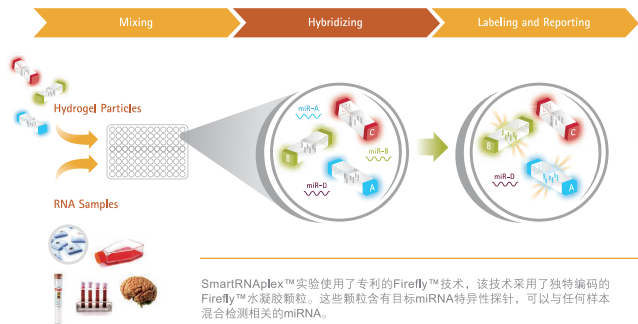 Mixing
Hybridizing
Labeling and Reporting
Hydrogel Particles
RNA Samples
miR-A
C
B
miR-B
miR-D
A
C
B
miR-D
A
SmartRNAplex™实验使用了专利的Firefly™技术，该技术采用了独特编码的
Firefly™水凝胶颗粒。这些颗粒含有目标miRNA特异性探针，可以与任何样本
混合检测相关的miRNA。